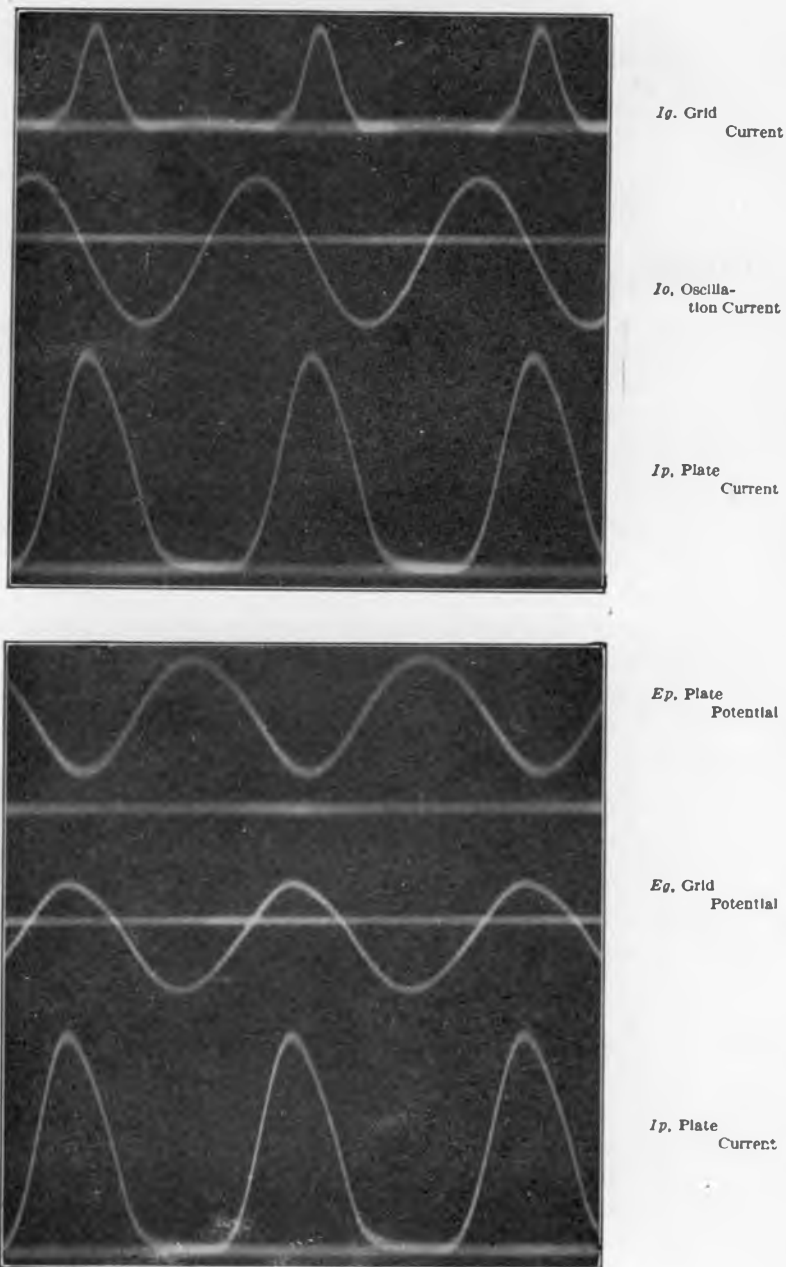 Ig. Grid
Current
Io, Oscilla-
tion Current
Ip, Plate
Current
Ep, Plate
Potential
Eg, Grid
Potential
Ip, Plate
Current